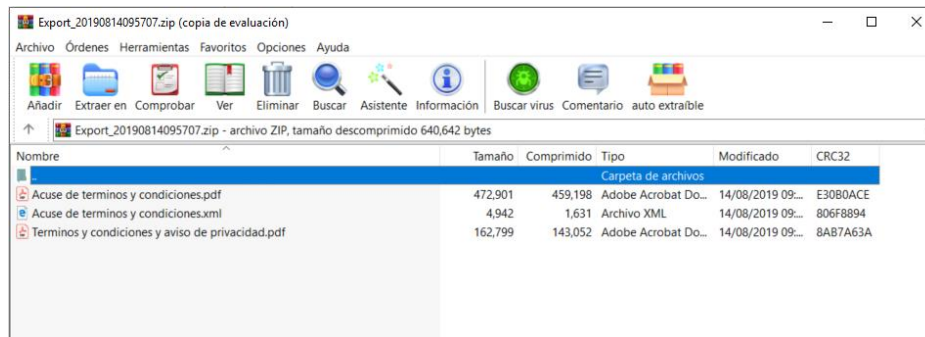 Export_20190814095707.zip (copia de evaluación)
Archivo Órdenes Herramientas Favoritos Opciones Ayuda
Añadir Extraer en Comprobar Ver Eliminar Buscar Asistente Información Buscar virus Comentario auto extraíble
Export_20190814095707.zip - archivo ZIP, tamaño descomprimido 640,642 bytes
Nombre Tamaño Comprimido Tipo Modificado CRC32
.. Carpeta de archivos
Acuse de terminos y condiciones.pdf 472,901 459,198 Adobe Acrobat Do... 14/08/2019 09:... E30B0ACE
Acuse de terminos y condiciones.xml 4,942 1,631 Archivo XML 14/08/2019 09:... 806F8894
Terminos y condiciones y aviso de privacidad.pdf 162,799 143,052 Adobe Acrobat Do... 14/08/2019 09:... 8AB7A63A